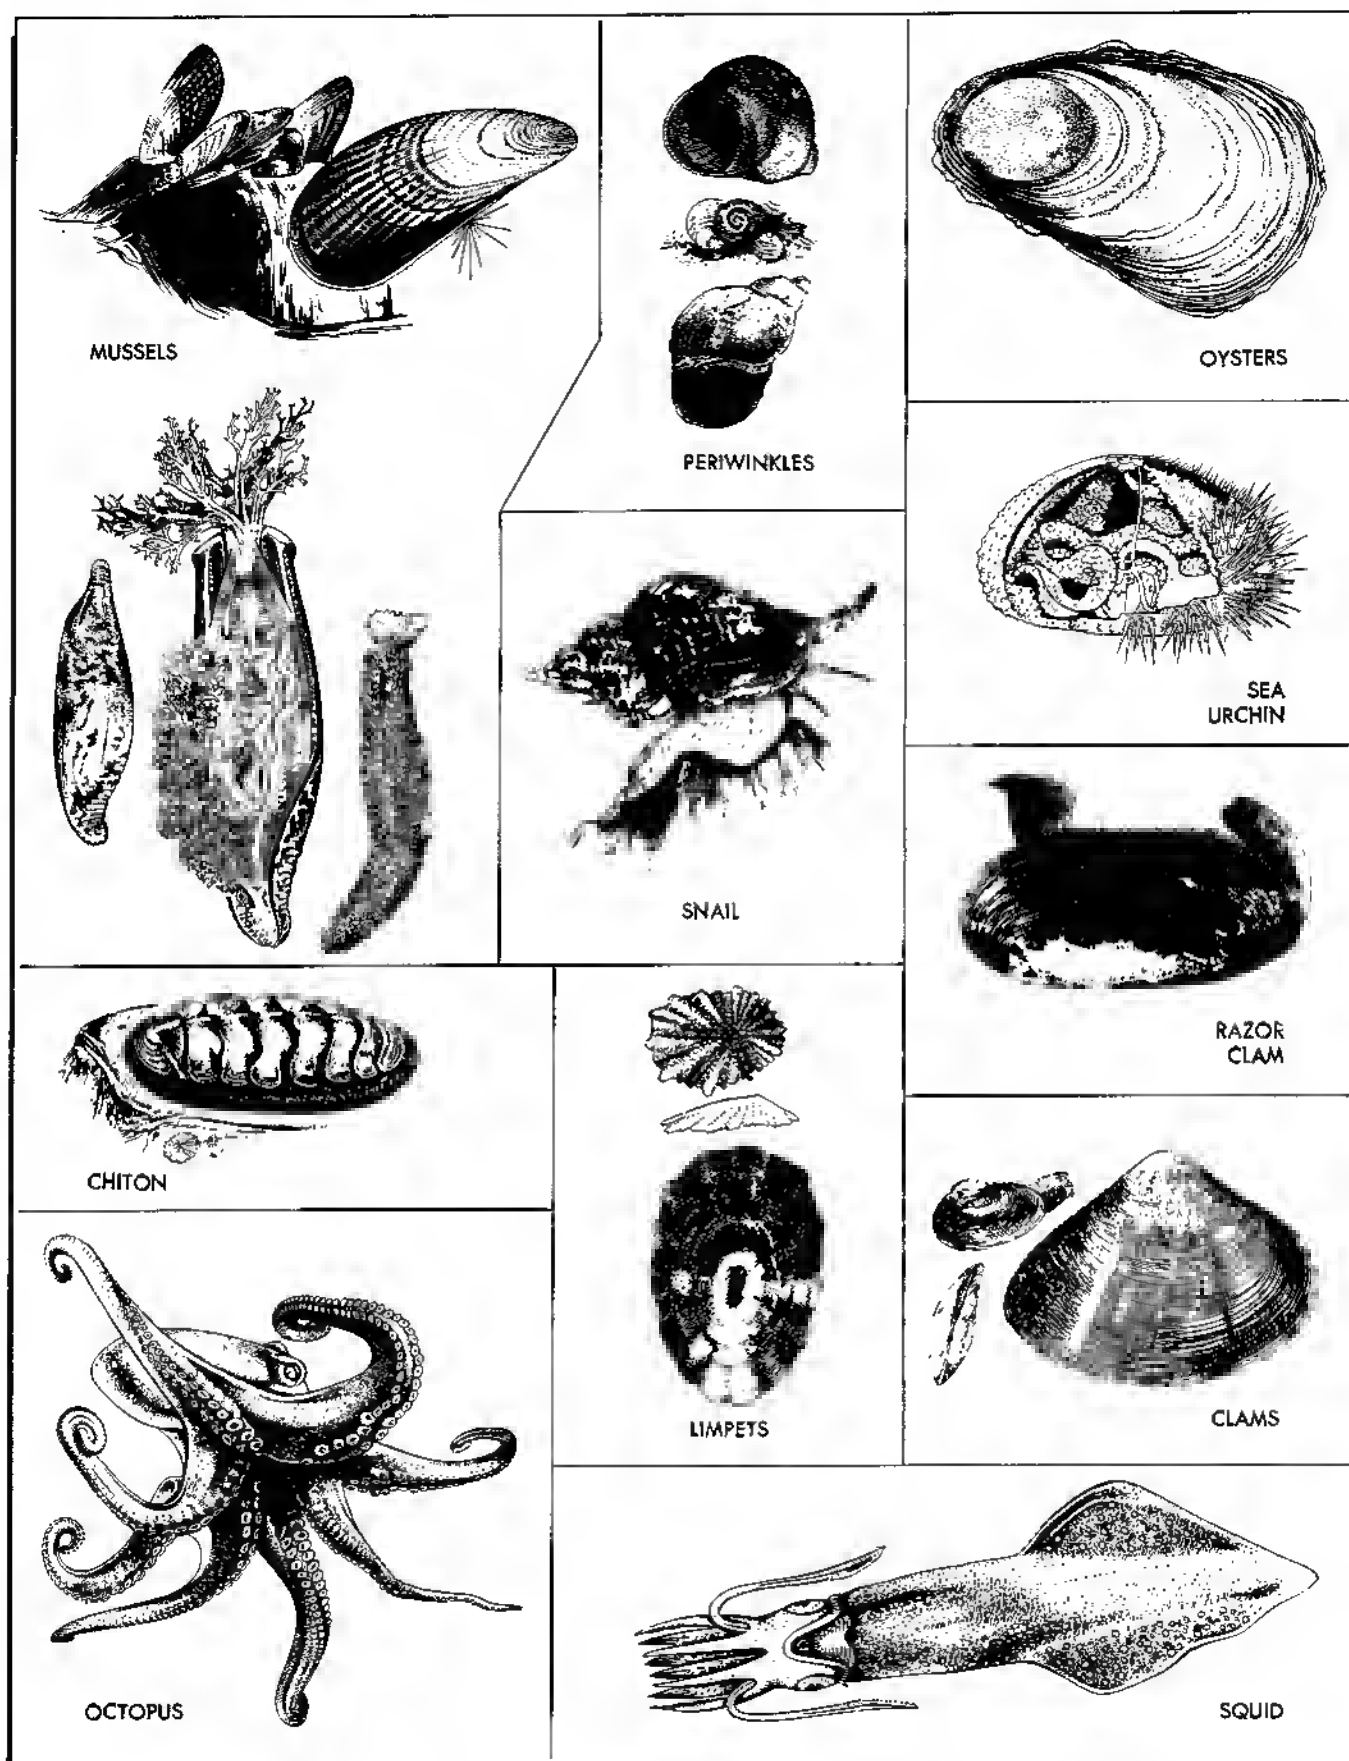 MUSSELS
PERIWINKLES
OYSTERS
SEA
URCHIN
SNAIL
RAZOR
CLAM
CHITON
LIMPETS
CLAMS
OCTOPUS
SQUID